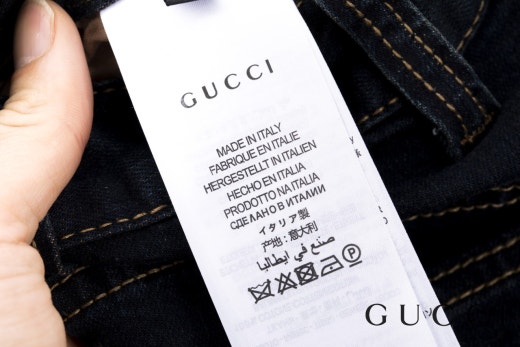 GUCCI
MADE IN ITALY
FABRIQUE EN ITALIE
HERGESTELLT IN ITALIEN
HECHO EN ITALIA
PRODOTTO NA ITALIA
СДЕЛАНО В ИТАЛИИ
イタリア製
产地：意大利
صنع في ايطاليا
GUC